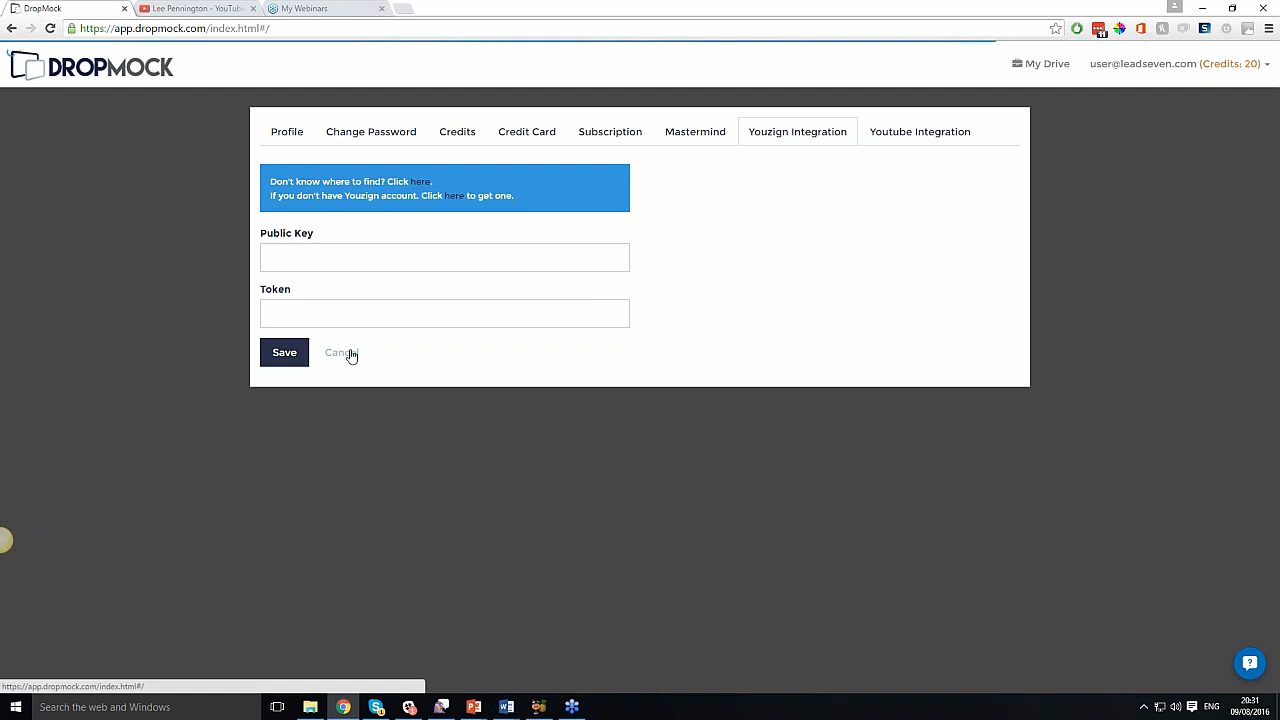 DropMock
Lee Pennington - YouTub
My Webinars
https://app.dropmock.com/index.html#/
DROPMOCK
My Drive
user@leadseven.com (Credits: 20)
Profile
Change Password
Credits
Credit Card
Subscription
Mastermind
Youzign Integration
Youtube Integration
Don't know where to find? Click here.
If you don't have Youzign account. Click here to get one.
Public Key
Token
Save
Cancel
https://app.dropmock.com/index.html#/
Search the web and Windows
ENG
20:31
09/08/2016